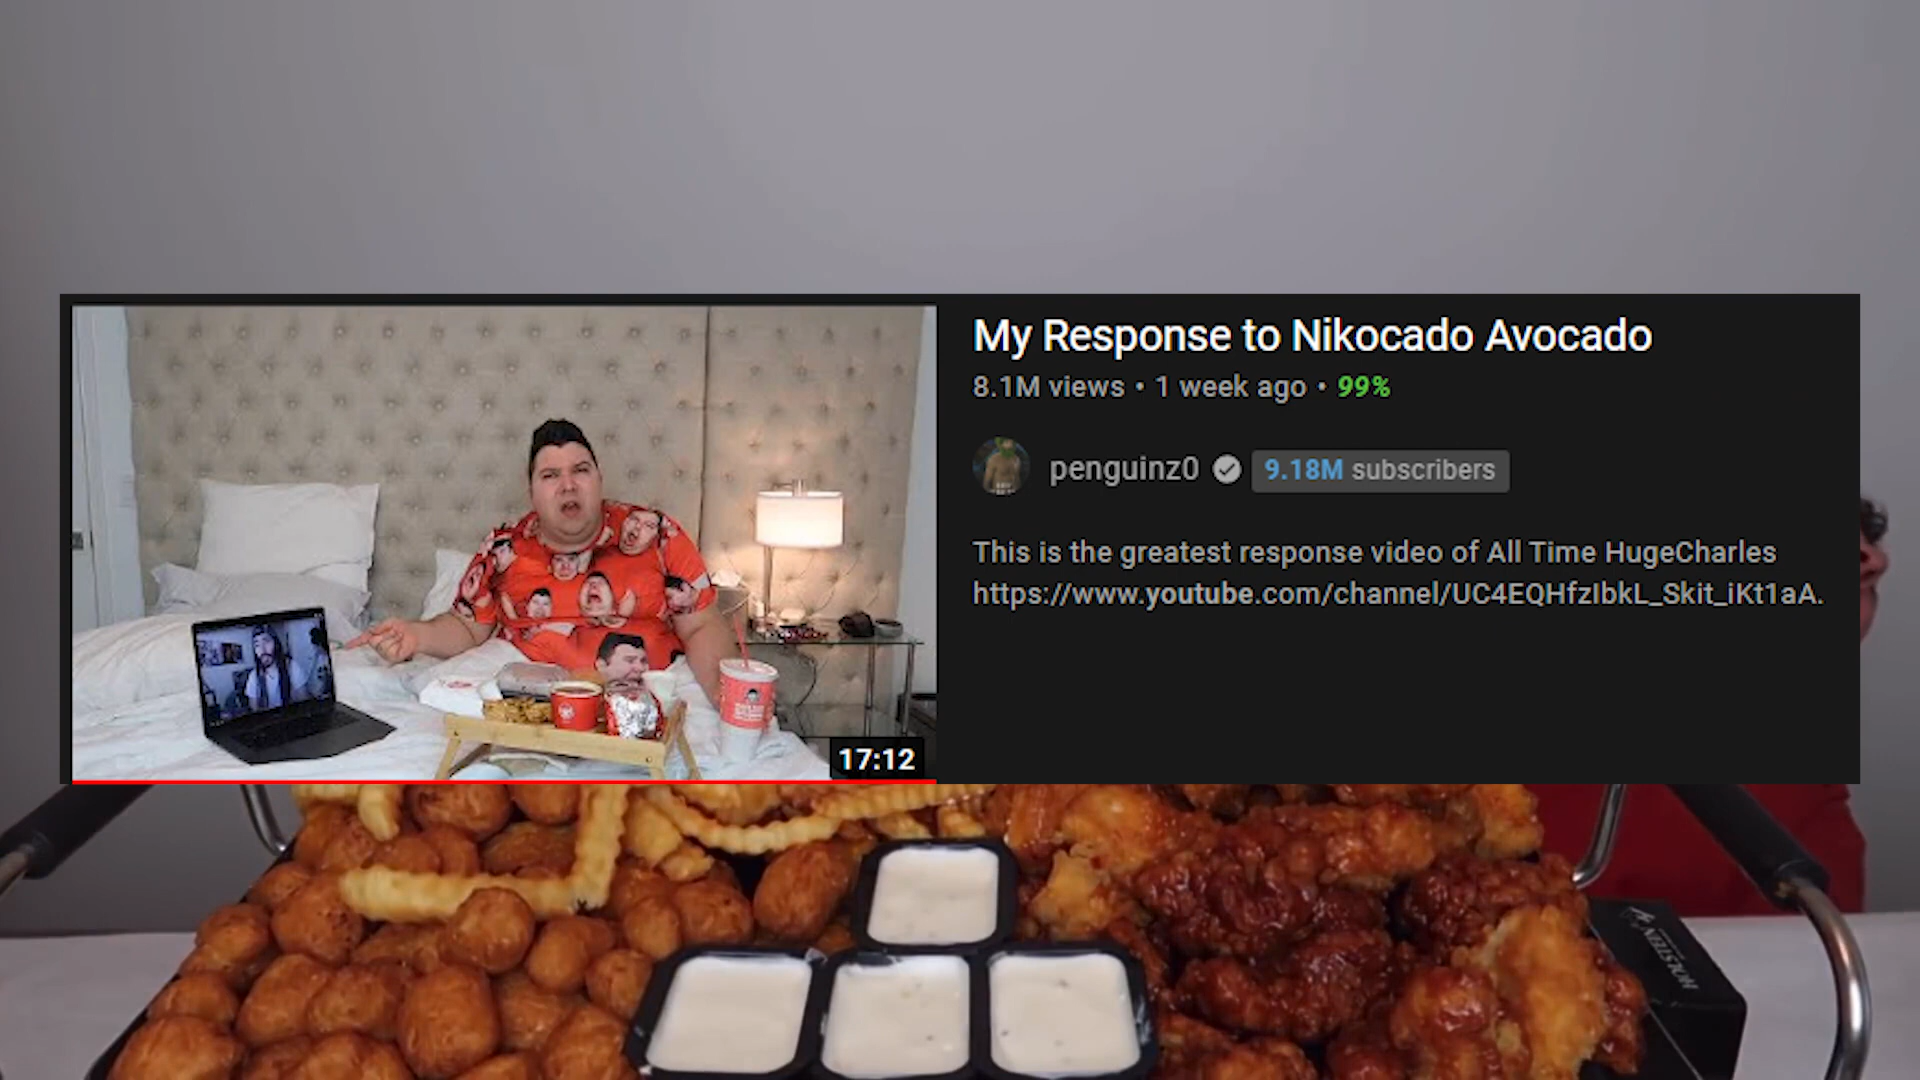 My Response to Nikocado Avocado
8.1M views • 1 week ago • 99%
penguinz0
9.18M subscribers
This is the greatest response video of All Time HugeCharles
https://www.youtube.com/channel/UC4EQHfzIbkL_Skit_iKt1aA.
17:12
HOLSTEEN